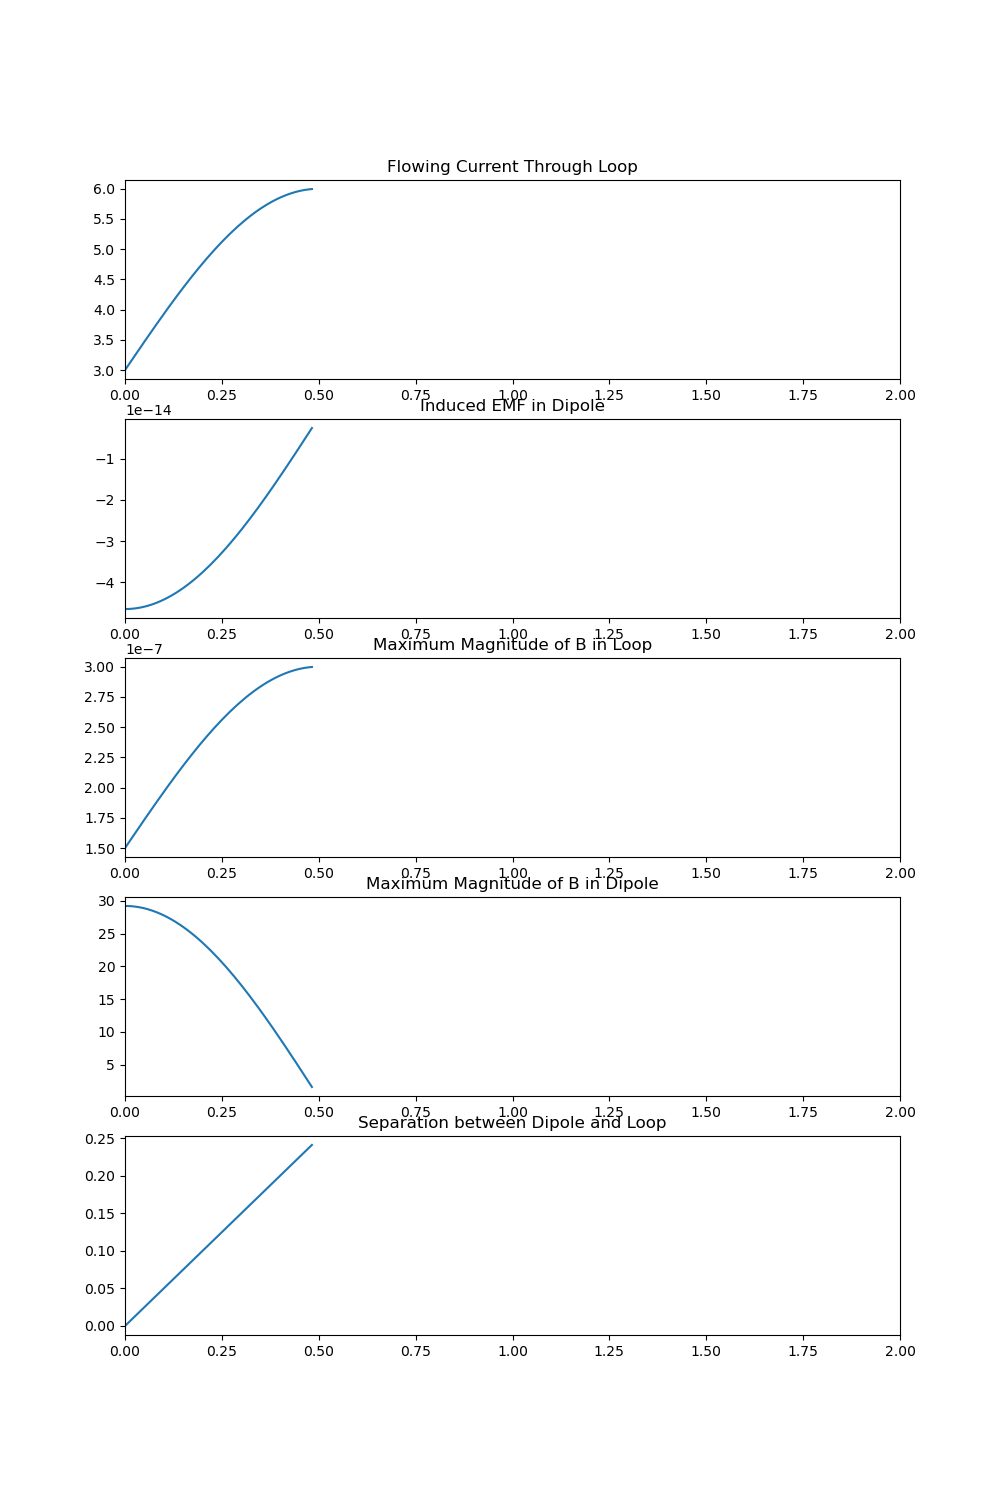 Flowing Current Through Loop
6.0
5.5
5.0
4.5
4.0
3.5
3.0
0.00 0.25 0.50 0.75 1.00 1.25 1.50 1.75 2.00
Induced EMF in Dipole
1e−14
−1
−2
−3
−4
0.00 0.25 0.50 0.75 1.00 1.25 1.50 1.75 2.00
Maximum Magnitude of B in Loop
1e−7
3.00
2.75
2.50
2.25
2.00
1.75
1.50
0.00 0.25 0.50 0.75 1.00 1.25 1.50 1.75 2.00
Maximum Magnitude of B in Dipole
30
25
20
15
10
5
0.00 0.25 0.50 0.75 1.00 1.25 1.50 1.75 2.00
Separation between Dipole and Loop
0.25
0.20
0.15
0.10
0.05
0.00
0.00 0.25 0.50 0.75 1.00 1.25 1.50 1.75 2.00